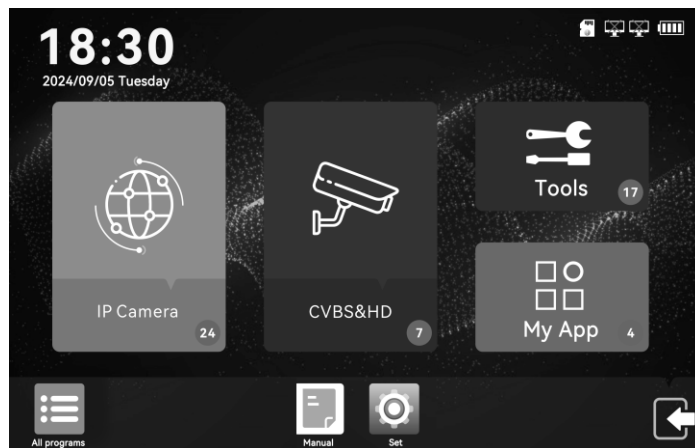 18:30
2024/09/05 Tuesday
Tools
17
IP Camera
24
CVBS&HD
7
My App
4
All programs
Manual
Set